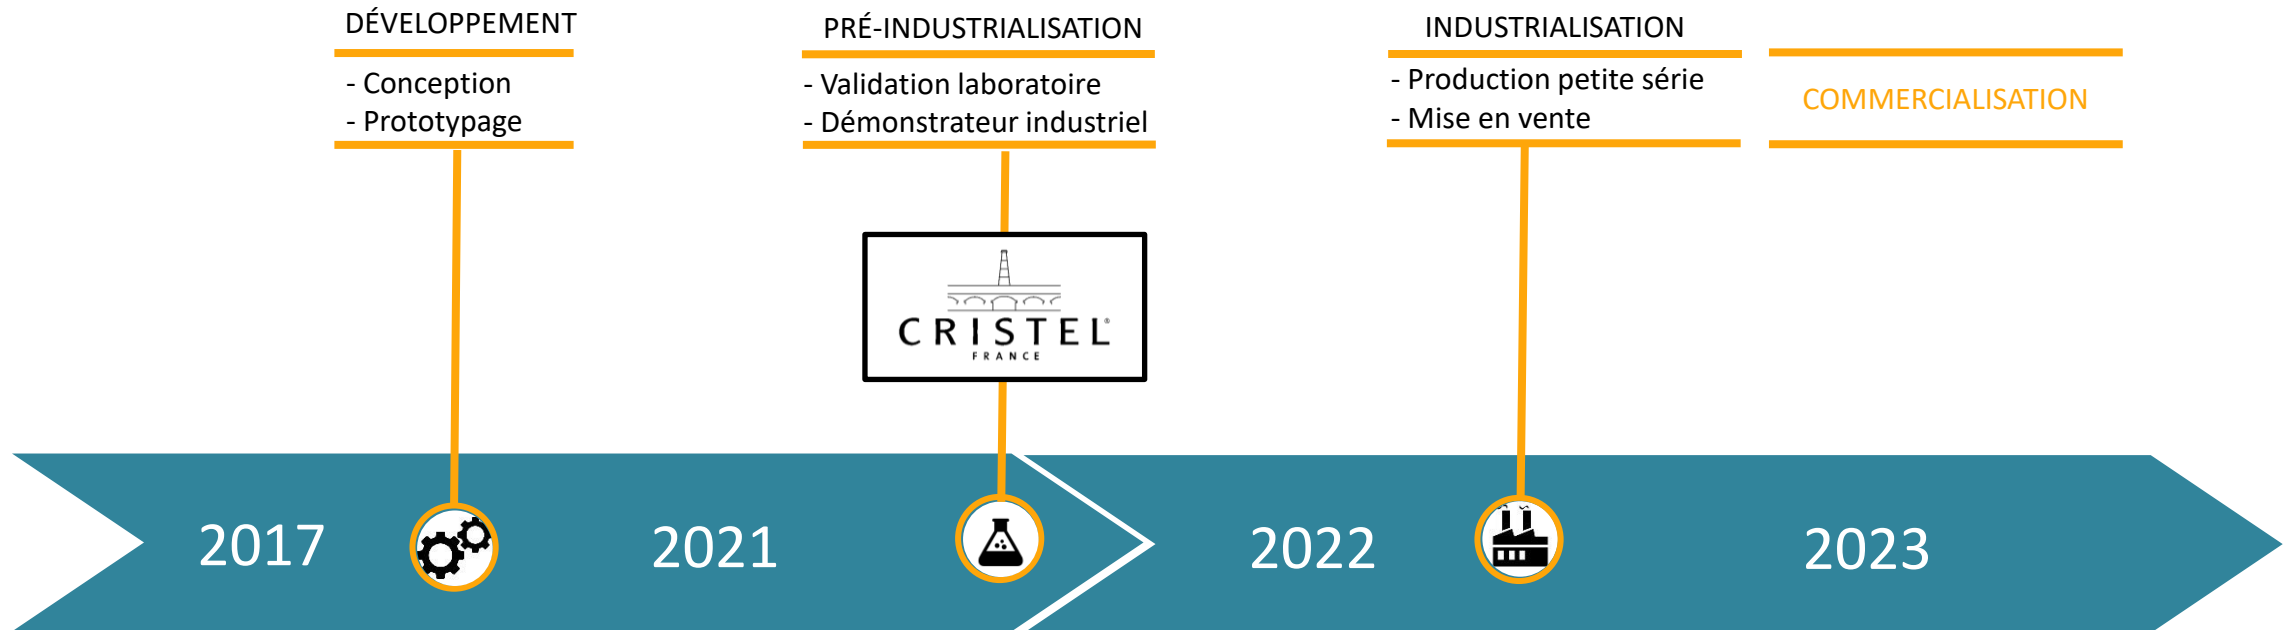 DÉVELOPPEMENT
- Conception
- Prototypage
PRÉ-INDUSTRIALISATION
- Validation laboratoire
- Démonstrateur industriel
INDUSTRIALISATION
- Production petite série
- Mise en vente
COMMERCIALISATION
CRISTEL®
FRANCE
2017
2021
2022
2023